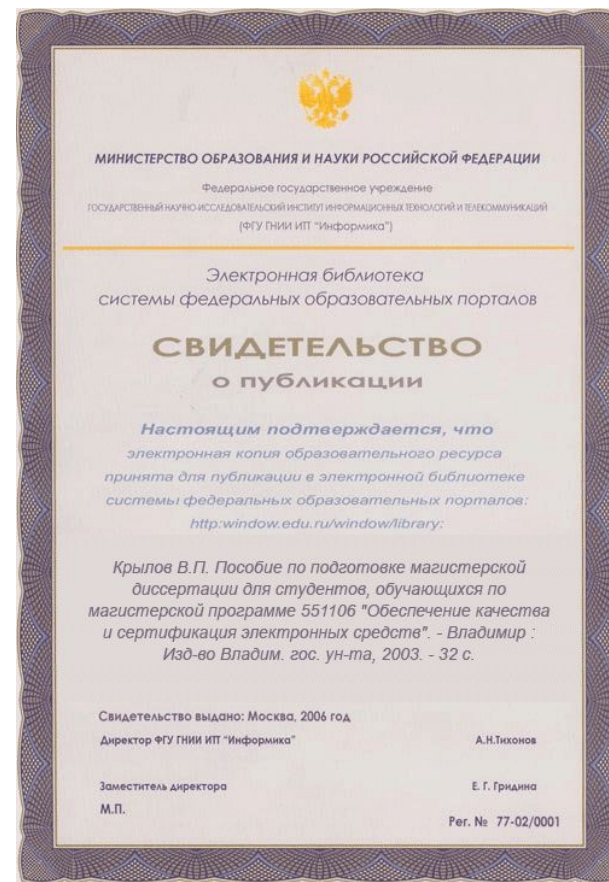 МИНИСТЕРСТВО ОБРАЗОВАНИЯ И НАУКИ РОССИЙСКОЙ ФЕДЕРАЦИИ
Федеральное государственное учреждение
ГОСУДАРСТВЕННЫЙ НАУЧНО-ИССЛЕДОВАТЕЛЬСКИЙ ИНСТИТУТ ИНФОРМАЦИОННЫХ ТЕХНОЛОГИЙ И ТЕЛЕКОММУНИКАЦИЙ
(ФГУ ГНИИ ИТТ "Информика")
Электронная библиотека
системы федеральных образовательных порталов
СВИДЕТЕЛЬСТВО
о публикации
Настоящим подтверждается, что
электронная копия образовательного ресурса
принята для публикации в электронной библиотеке
системы федеральных образовательных порталов:
http:window.edu.ru/window/library:
Крылов В.П. Пособие по подготовке магистерской
диссертации для студентов, обучающихся по
магистерской программе 551106 "Обеспечение качества
и сертификация электронных средств". - Владимир :
Изд-во Владим. гос. ун-та, 2003. - 32 с.
Свидетельство выдано: Москва, 2006 год
Директор ФГУ ГНИИ ИТТ "Информика" А.Н.Тихонов
Заместитель директора Е. Г. Гридина
М.П.
Рег. № 77-02/0001